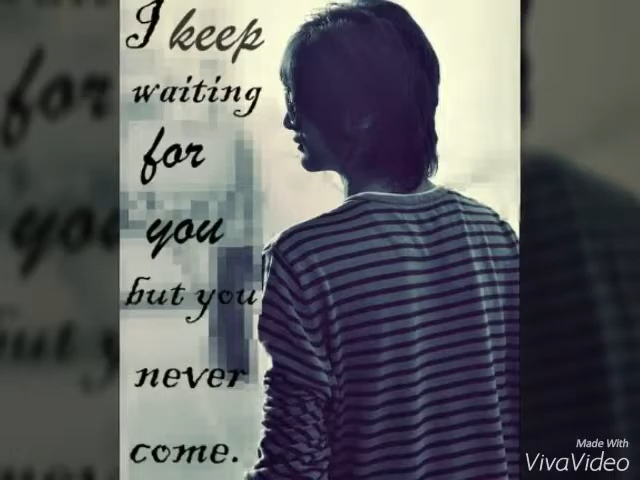 I keep
waiting
for
you
but you
never
come.
Made With
VivaVideo